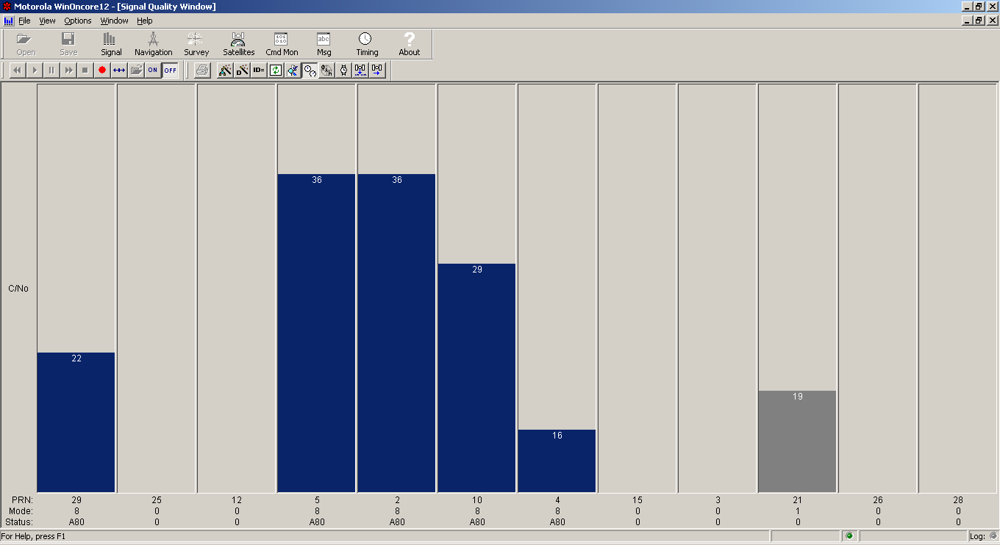 Motorola WinOncore12 - [Signal Quality Window]
File View Options Window Help
Open Save Signal Navigation Survey Satellites Cmd Mon Msg Timing About
ON OFF ID=
36 36
29
C/No
22
19
16
PRN: 29 25 12 5 2 10 4 15 3 21 26 28
Mode: 8 0 0 8 8 8 8 0 0 1 0 0
Status: A80 0 0 A80 A80 A80 A80 0 0 0 0 0
For Help, press F1 Log: